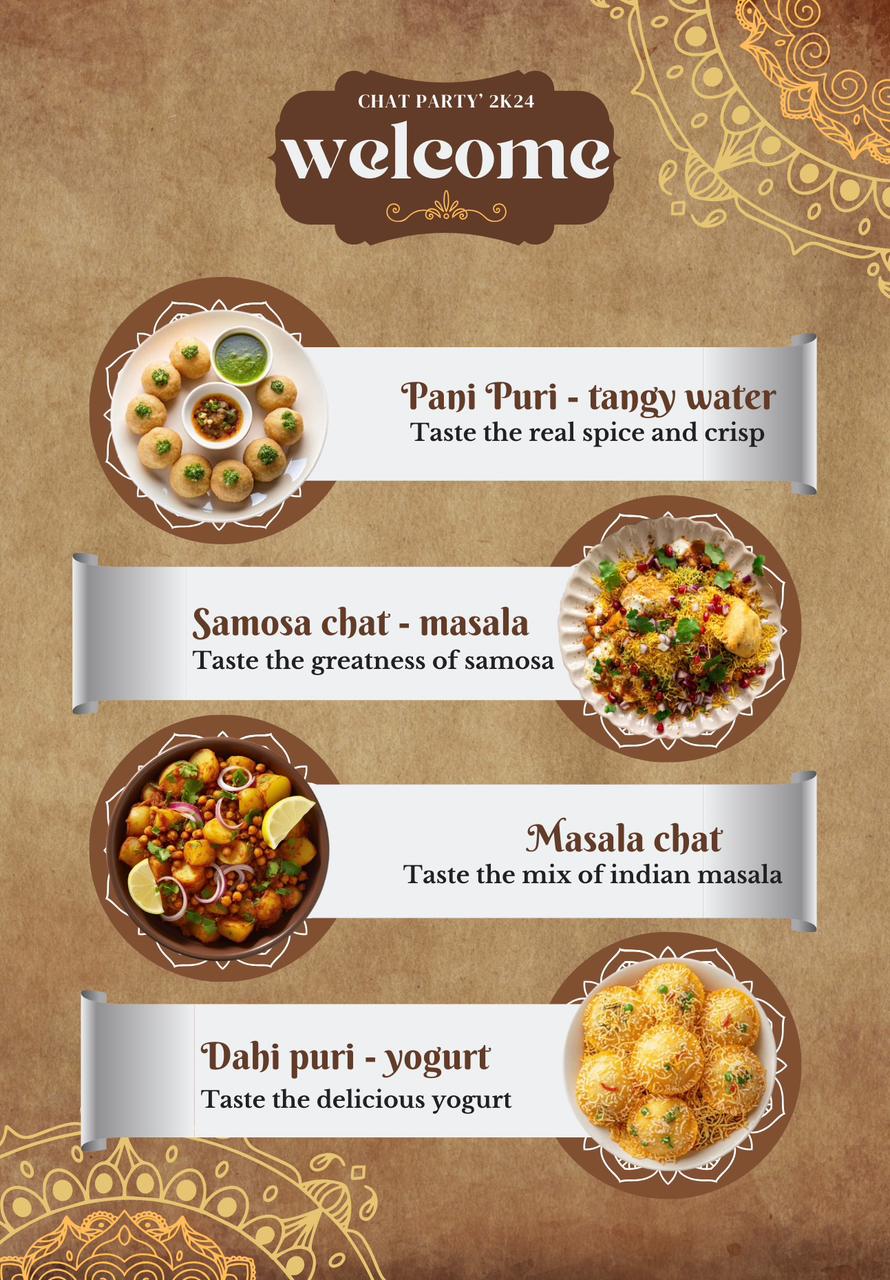 CHAT PARTY' 2K24
welcome
Pani Puri - tangy water
Taste the real spice and crisp
Samosa chat - masala
Taste the greatness of samosa
Masala chat
Taste the mix of indian masala
Dahi puri - yogurt
Taste the delicious yogurt